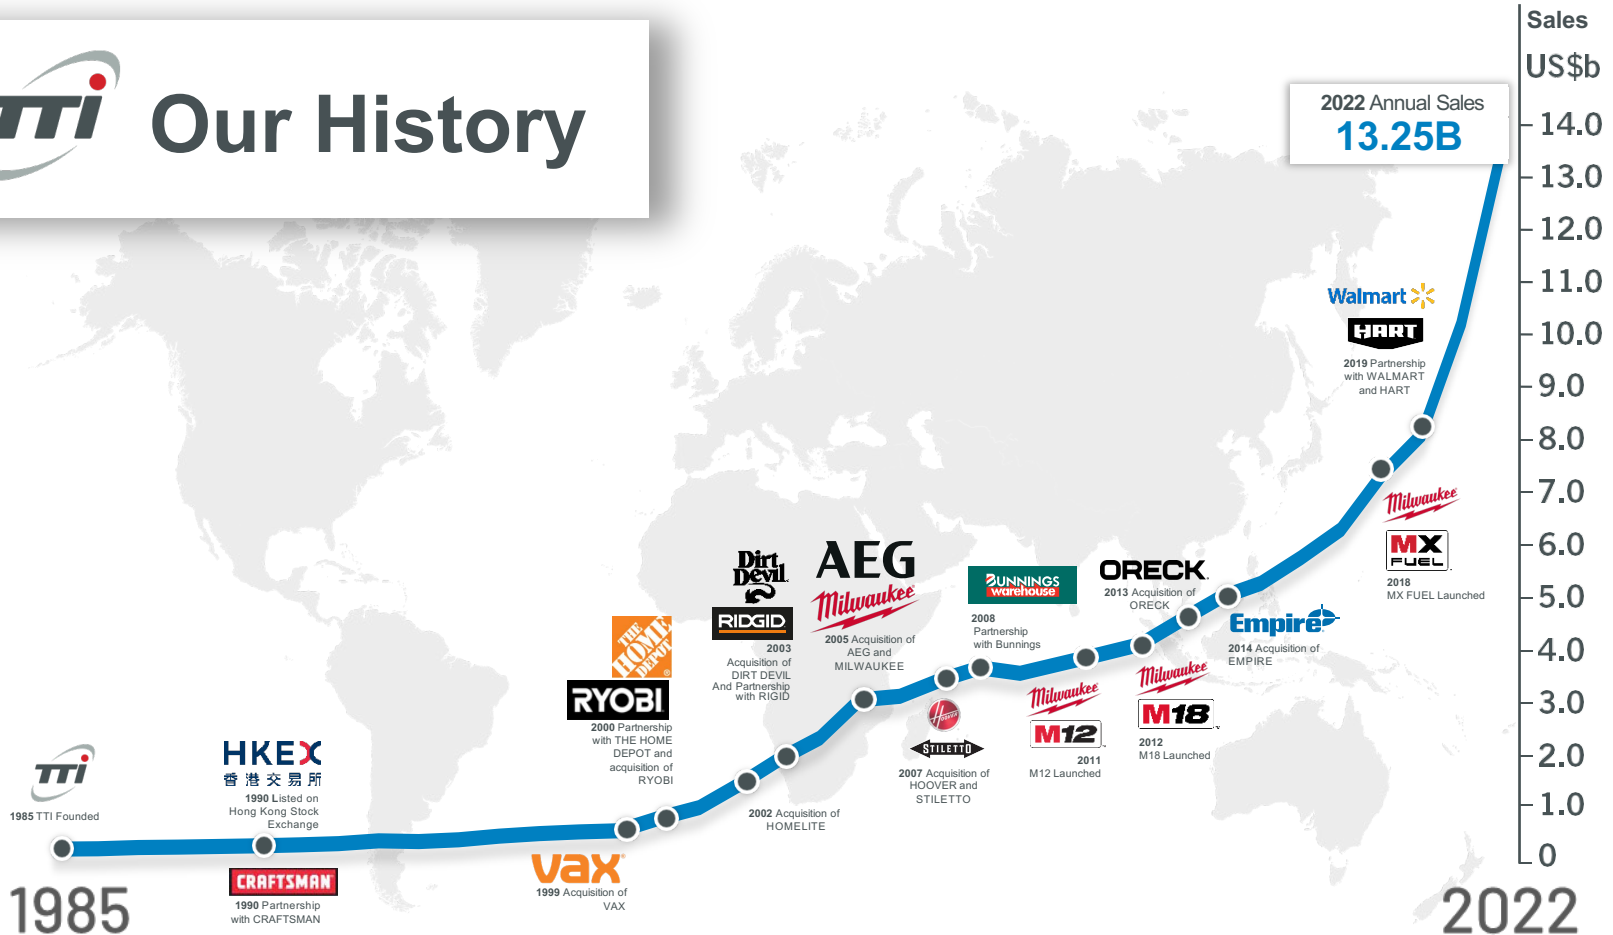 TTI
Our History
Sales
US$b
2022 Annual Sales
13.25B
14.0
13.0
12.0
11.0
10.0
9.0
8.0
7.0
6.0
5.0
4.0
3.0
2.0
1.0
0
TTI
1985 TTI Founded
HKEX
香港交易所
1990 Listed on
Hong Kong Stock
Exchange
CRAFTSMAN
1990 Partnership
with CRAFTSMAN
vax
1999 Acquisition of
VAX
THE
HOME
DEPOT
RYOBI
2000 Partnership
with THE HOME
DEPOT and
acquisition of
RYOBI
2002 Acquisition of
HOMELITE
Dirt
Devil
RIDGID
2003
Acquisition of
DIRT DEVIL
And Partnership
with RIGID
AEG
Milwaukee
2005 Acquisition of
AEG and
MILWAUKEE
HOOVER
STILETTO
2007 Acquisition of
HOOVER and
STILETTO
BUNNINGS
warehouse
2008
Partnership
with Bunnings
Milwaukee
M12
2011
M12 Launched
Milwaukee
M18
2012
M18 Launched
ORECK
2013 Acquisition of
ORECK
Empire
2014 Acquisition of
EMPIRE
Milwaukee
MX
FUEL
2018
MX FUEL Launched
Walmart
HART
2019 Partnership
with WALMART
and HART
1985
2022